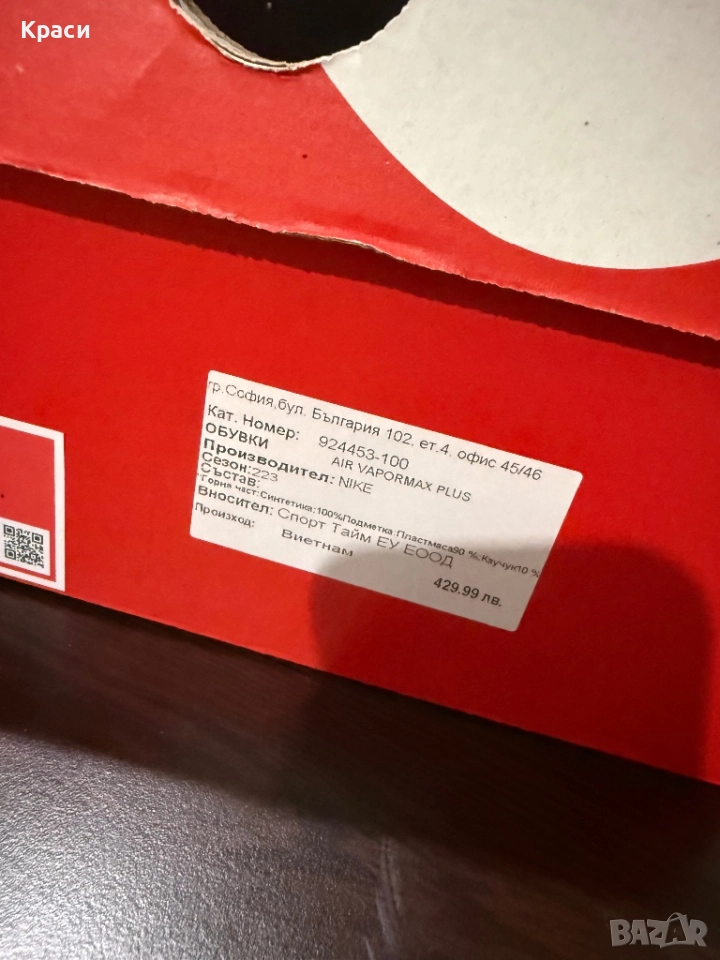 Краси
гр.София,бул. България 102, ет.4, офис 45/46
Кат. Номер: 924453-100
ОБУВКИ AIR VAPORMAX PLUS
Производител: NIKE
Сезон:223
Състав:
*Горна част:Синтетика:100%Подметка:Пластмаса90 %;Каучук10 %
Вносител: Спорт Тайм ЕУ ЕООД
Произход: Виетнам
429.99 лв.
BAZAR